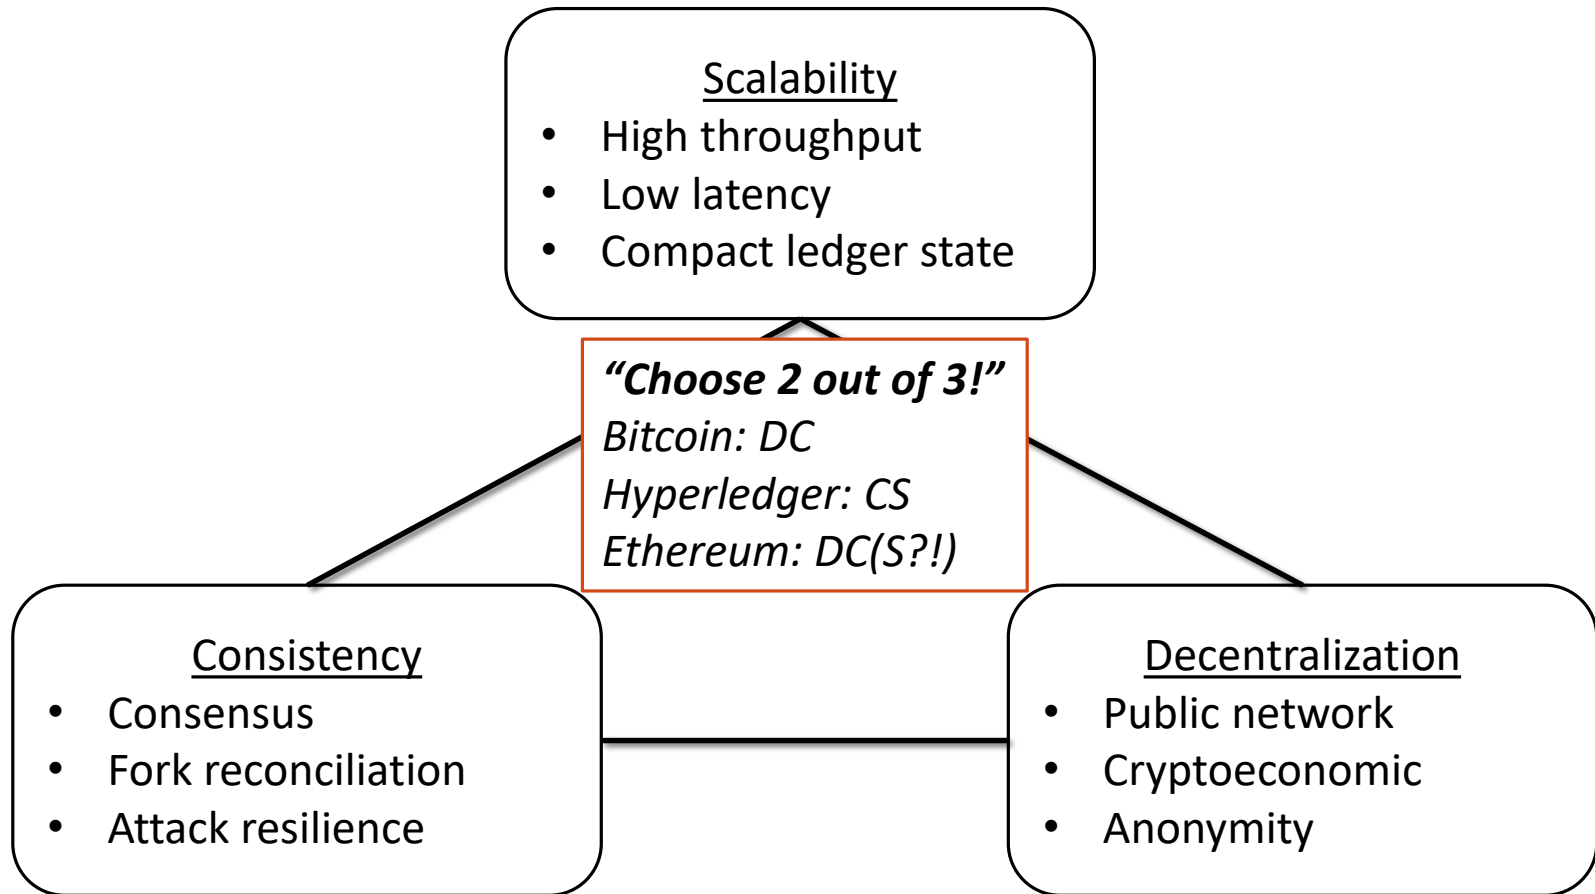 Scalability
• High throughput
• Low latency
• Compact ledger state
“Choose 2 out of 3!”
Bitcoin: DC
Hyperledger: CS
Ethereum: DC(S?!)
Consistency
• Consensus
• Fork reconciliation
• Attack resilience
Decentralization
• Public network
• Cryptoeconomic
• Anonymity